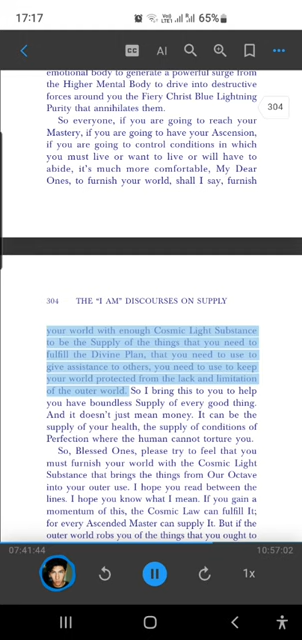 17:17
65%
CC AI
emotional body to generate a powerful surge from
the Higher Mental Body to drive into destructive
forces around you the Fiery Christ Blue Lightning
Purity that annihilates them.
304
So everyone, if you are going to reach your
Mastery, if you are going to have your Ascension,
if you are going to control conditions in which
you must live or want to live or will have to
abide, it's much more comfortable, My Dear
Ones, to furnish your world, shall I say, furnish
304 THE “I AM” DISCOURSES ON SUPPLY
your world with enough Cosmic Light Substance
to be the Supply of the things that you need to
fulfill the Divine Plan, that you need to use to
give assistance to others, you need to use to keep
your world protected from the lack and limitation
of the outer world. So I bring this to you to help
you have boundless Supply of every good thing.
And it doesn't just mean money. It can be the
supply of your health, the supply of conditions of
Perfection where the human cannot torture you.
So, Blessed Ones, please try to feel that you
must furnish your world with the Cosmic Light
Substance that brings the things from Our Octave
into your outer use. I hope you read between the
lines. I hope you know what I mean. If you gain a
momentum of this, the Cosmic Law can fulfill It;
for every Ascended Master can supply It. But if the
outer world robs you of the things that you ought to
07:41:44 10:57:02
1x